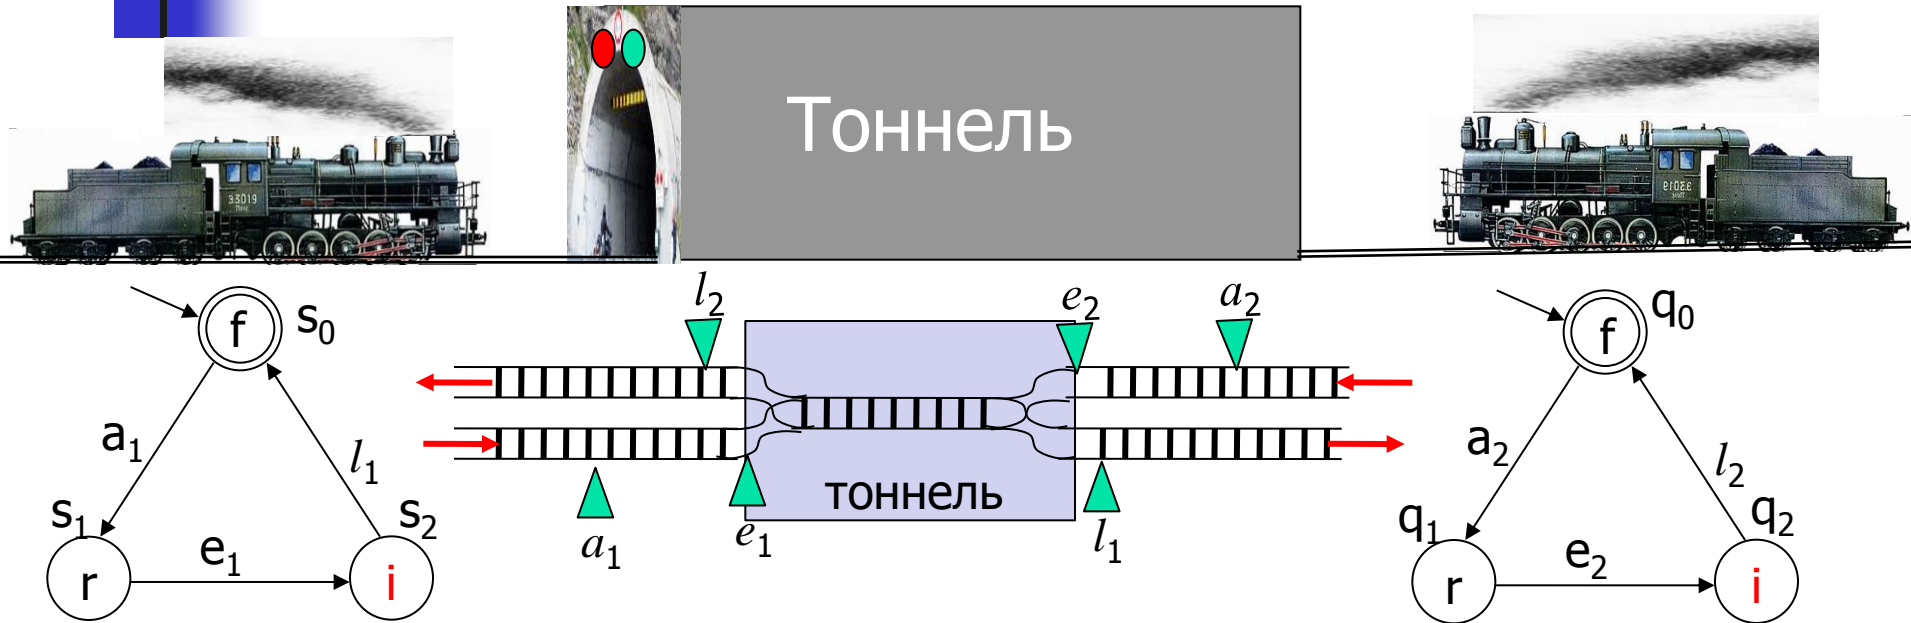 Тоннель
Э.3019
l₂
e₂
a₂
f
s₀
f
q₀
a₁
l₁
a₂
l₂
s₁
s₂
тоннель
q₁
q₂
r
e₁
i
a₁
e₁
l₁
r
e₂
i